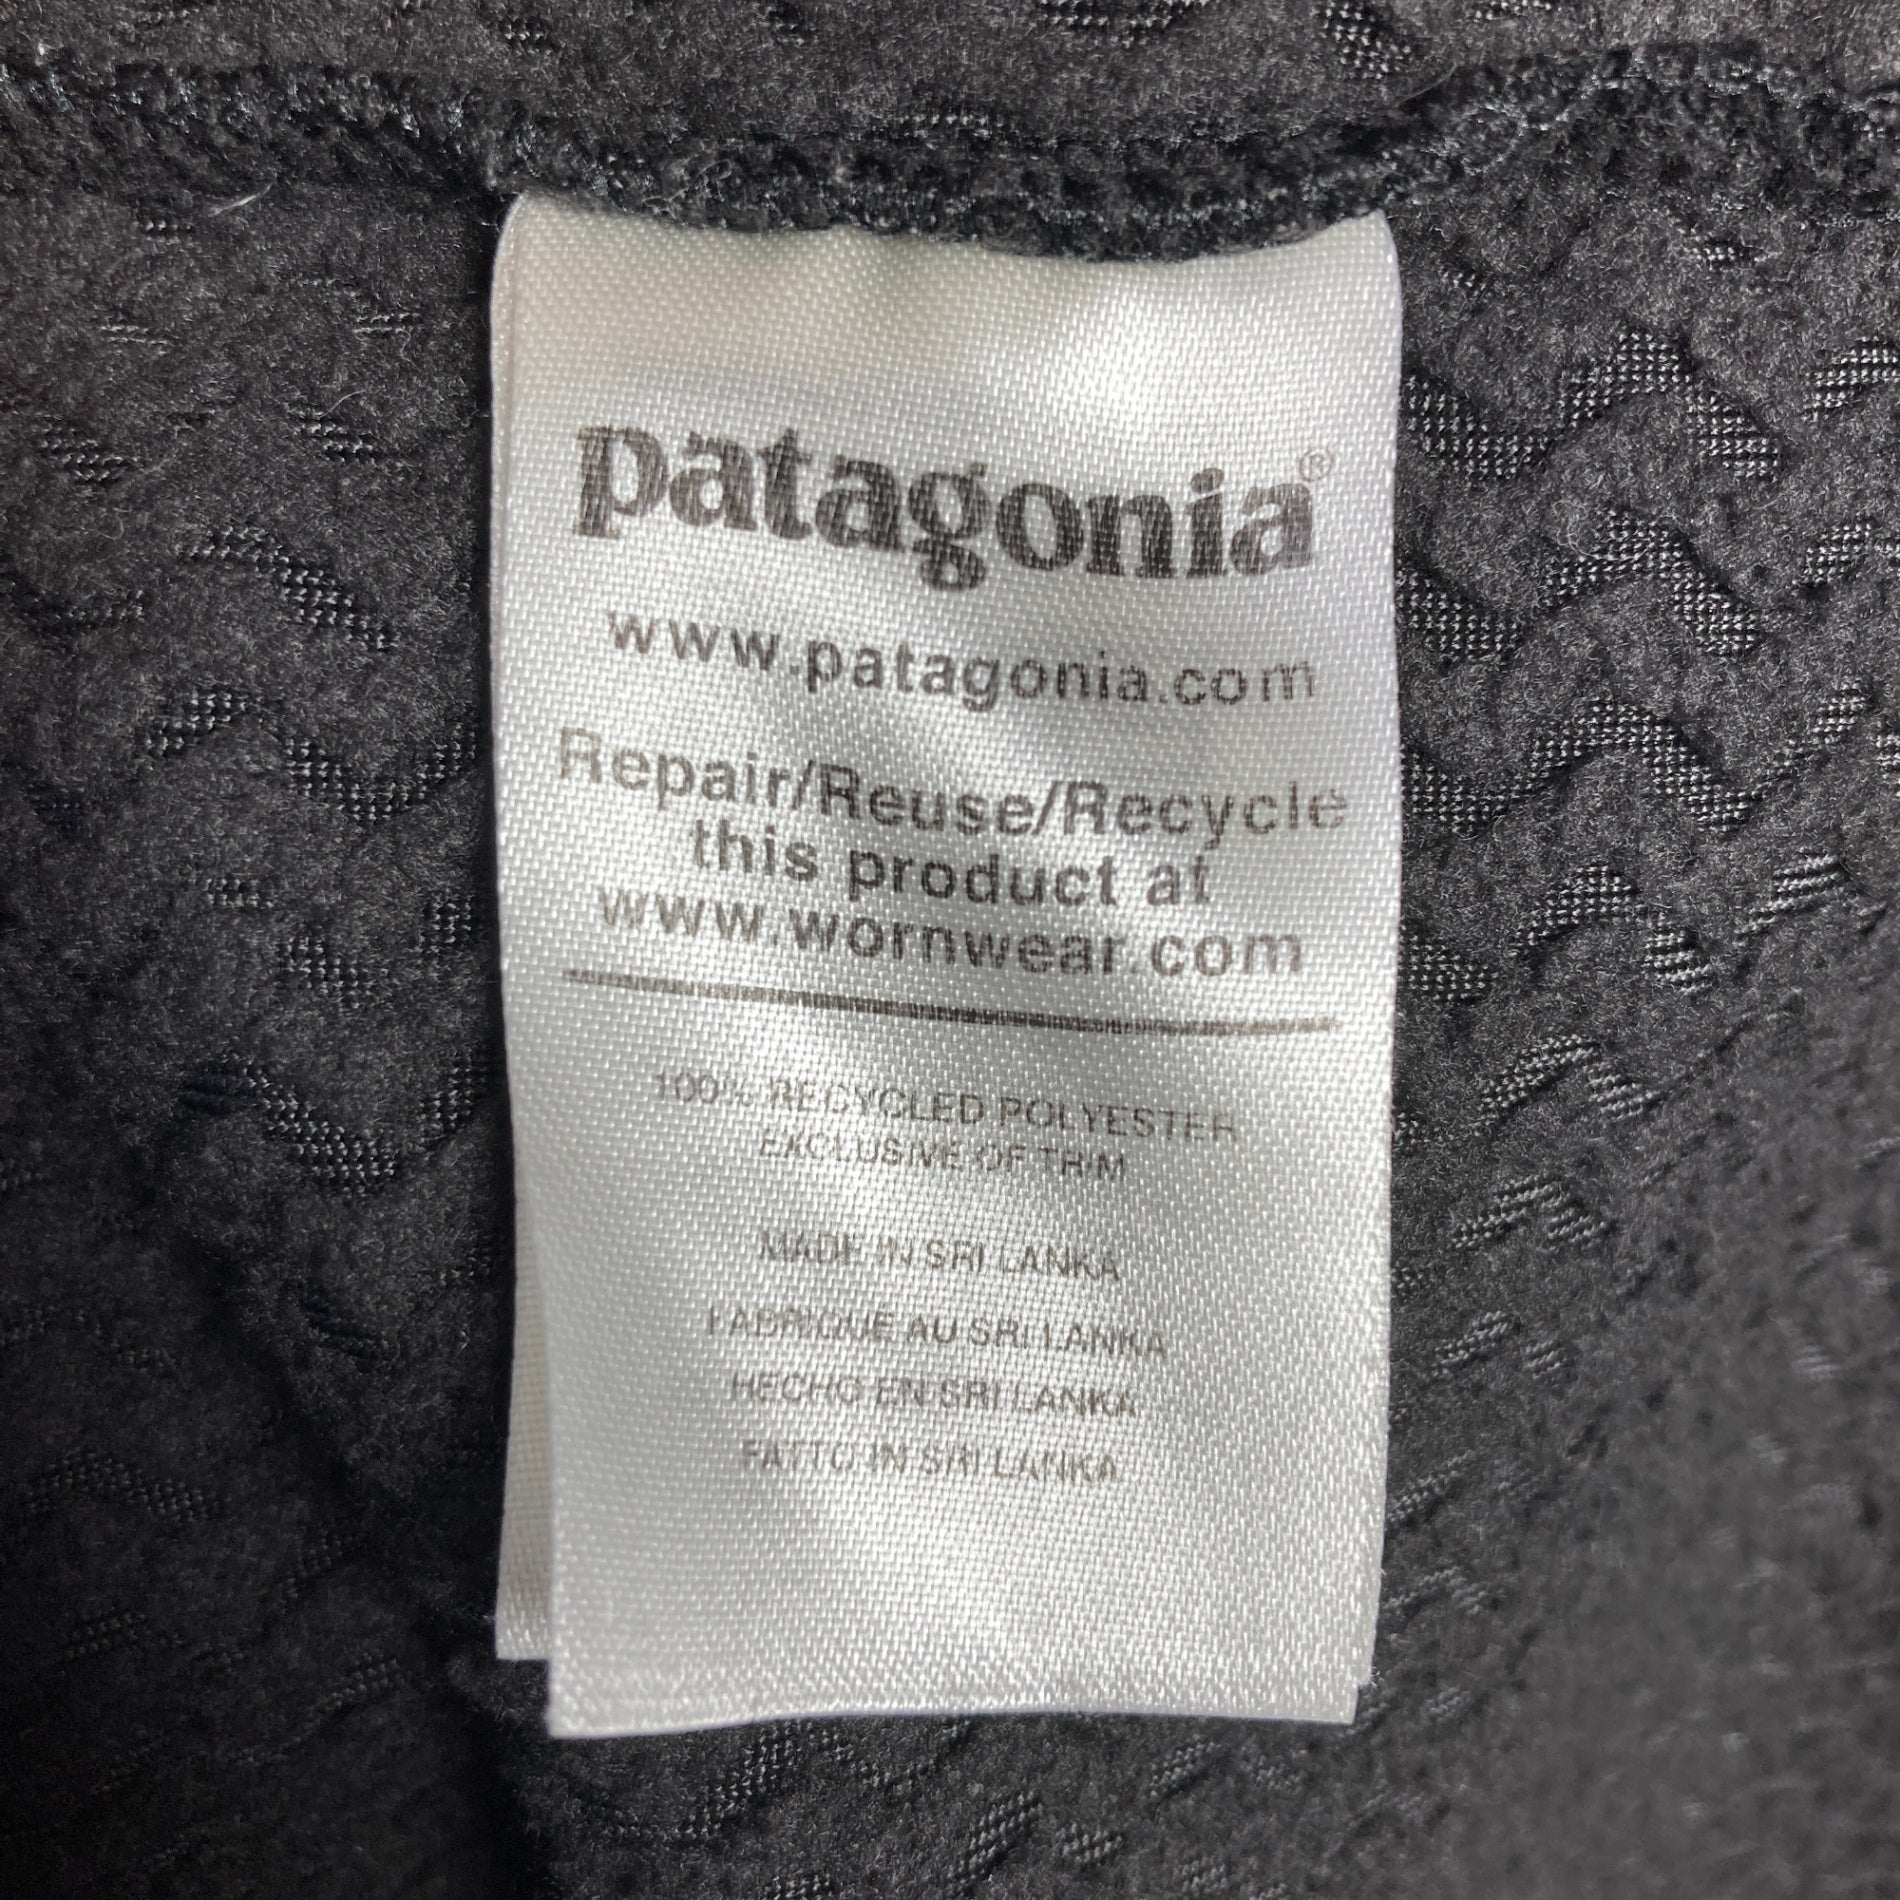 patagonia®
www.patagonia.com
Repair/Reuse/Recycle
this product at
www.wornwear.com
100% RECYCLED POLYESTER
EXCLUSIVE OF TRIM
MADE IN SRI LANKA
FABRIQUE AU SRI LANKA
HECHO EN SRI LANKA
FATTO IN SRI LANKA